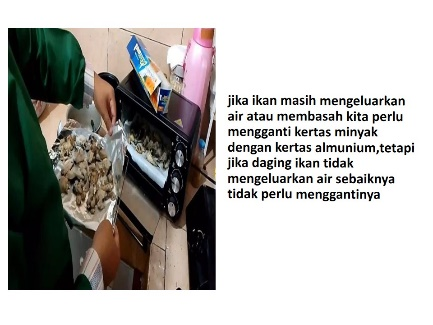 jika ikan masih mengeluarkan
air atau membasah kita perlu
mengganti kertas minyak
dengan kertas almunium,tetapi
jika daging ikan tidak
mengeluarkan air sebaiknya
tidak perlu menggantinya